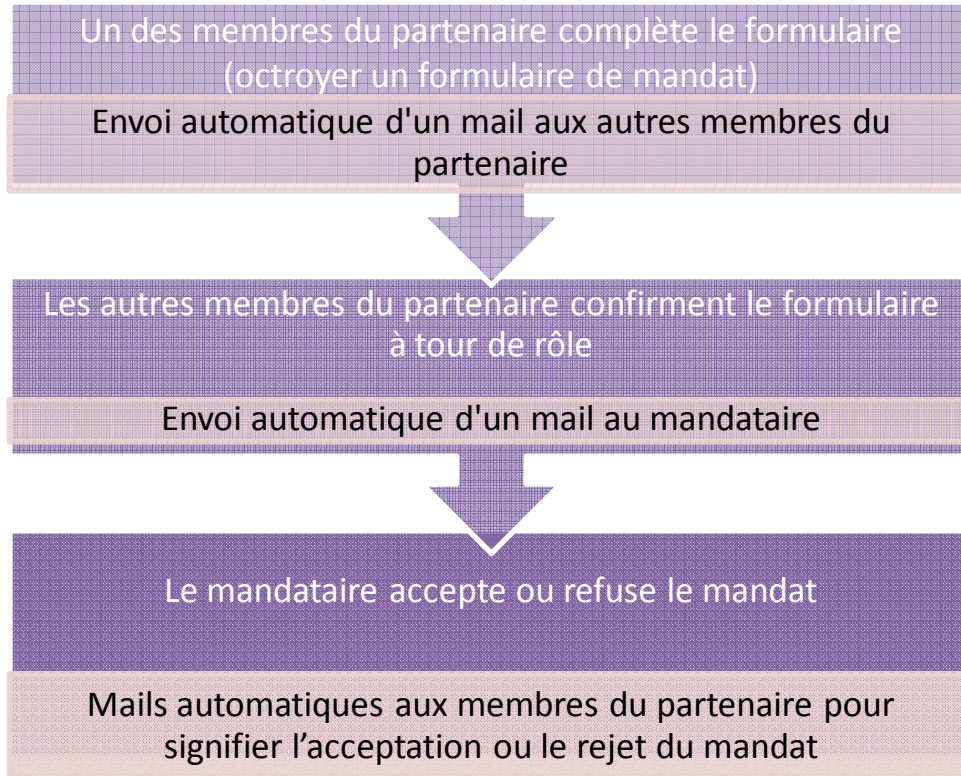 Un des membres du partenaire complète le formulaire
(octroyer un formulaire de mandat)
Envoi automatique d'un mail aux autres membres du
partenaire
Les autres membres du partenaire confirment le formulaire
à tour de rôle
Envoi automatique d'un mail au mandataire
Le mandataire accepte ou refuse le mandat
Mails automatiques aux membres du partenaire pour
signifier l’acceptation ou le rejet du mandat